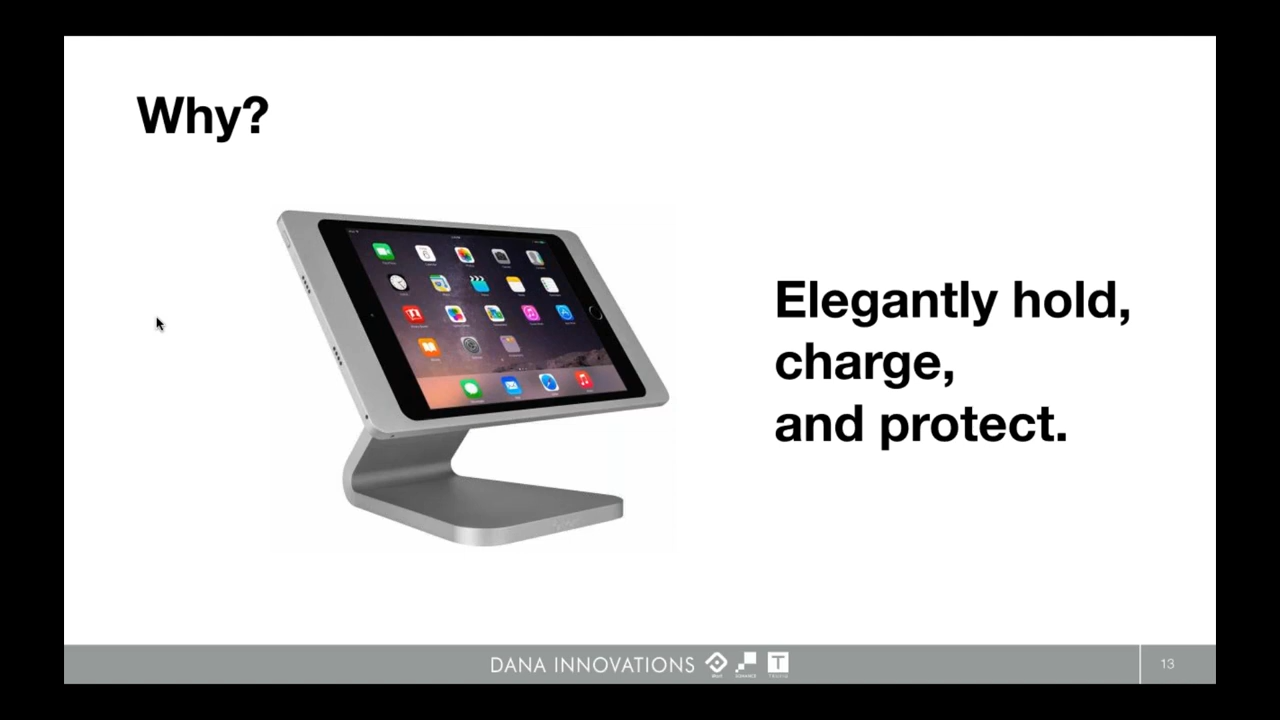 Why?
Elegantly hold,
charge,
and protect.
DANA INNOVATIONS
T
13